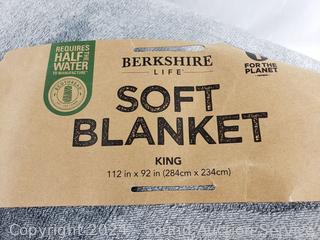 REQUIRES
HALF THE
WATER
TO MANUFACTURE*
BERKSHIRE
LIFE™
FOR THE
PLANET
SOFT
BLANKET
KING
112 in x 92 in (284cm x 234cm)
Copyright 2024 Sound Auction Service